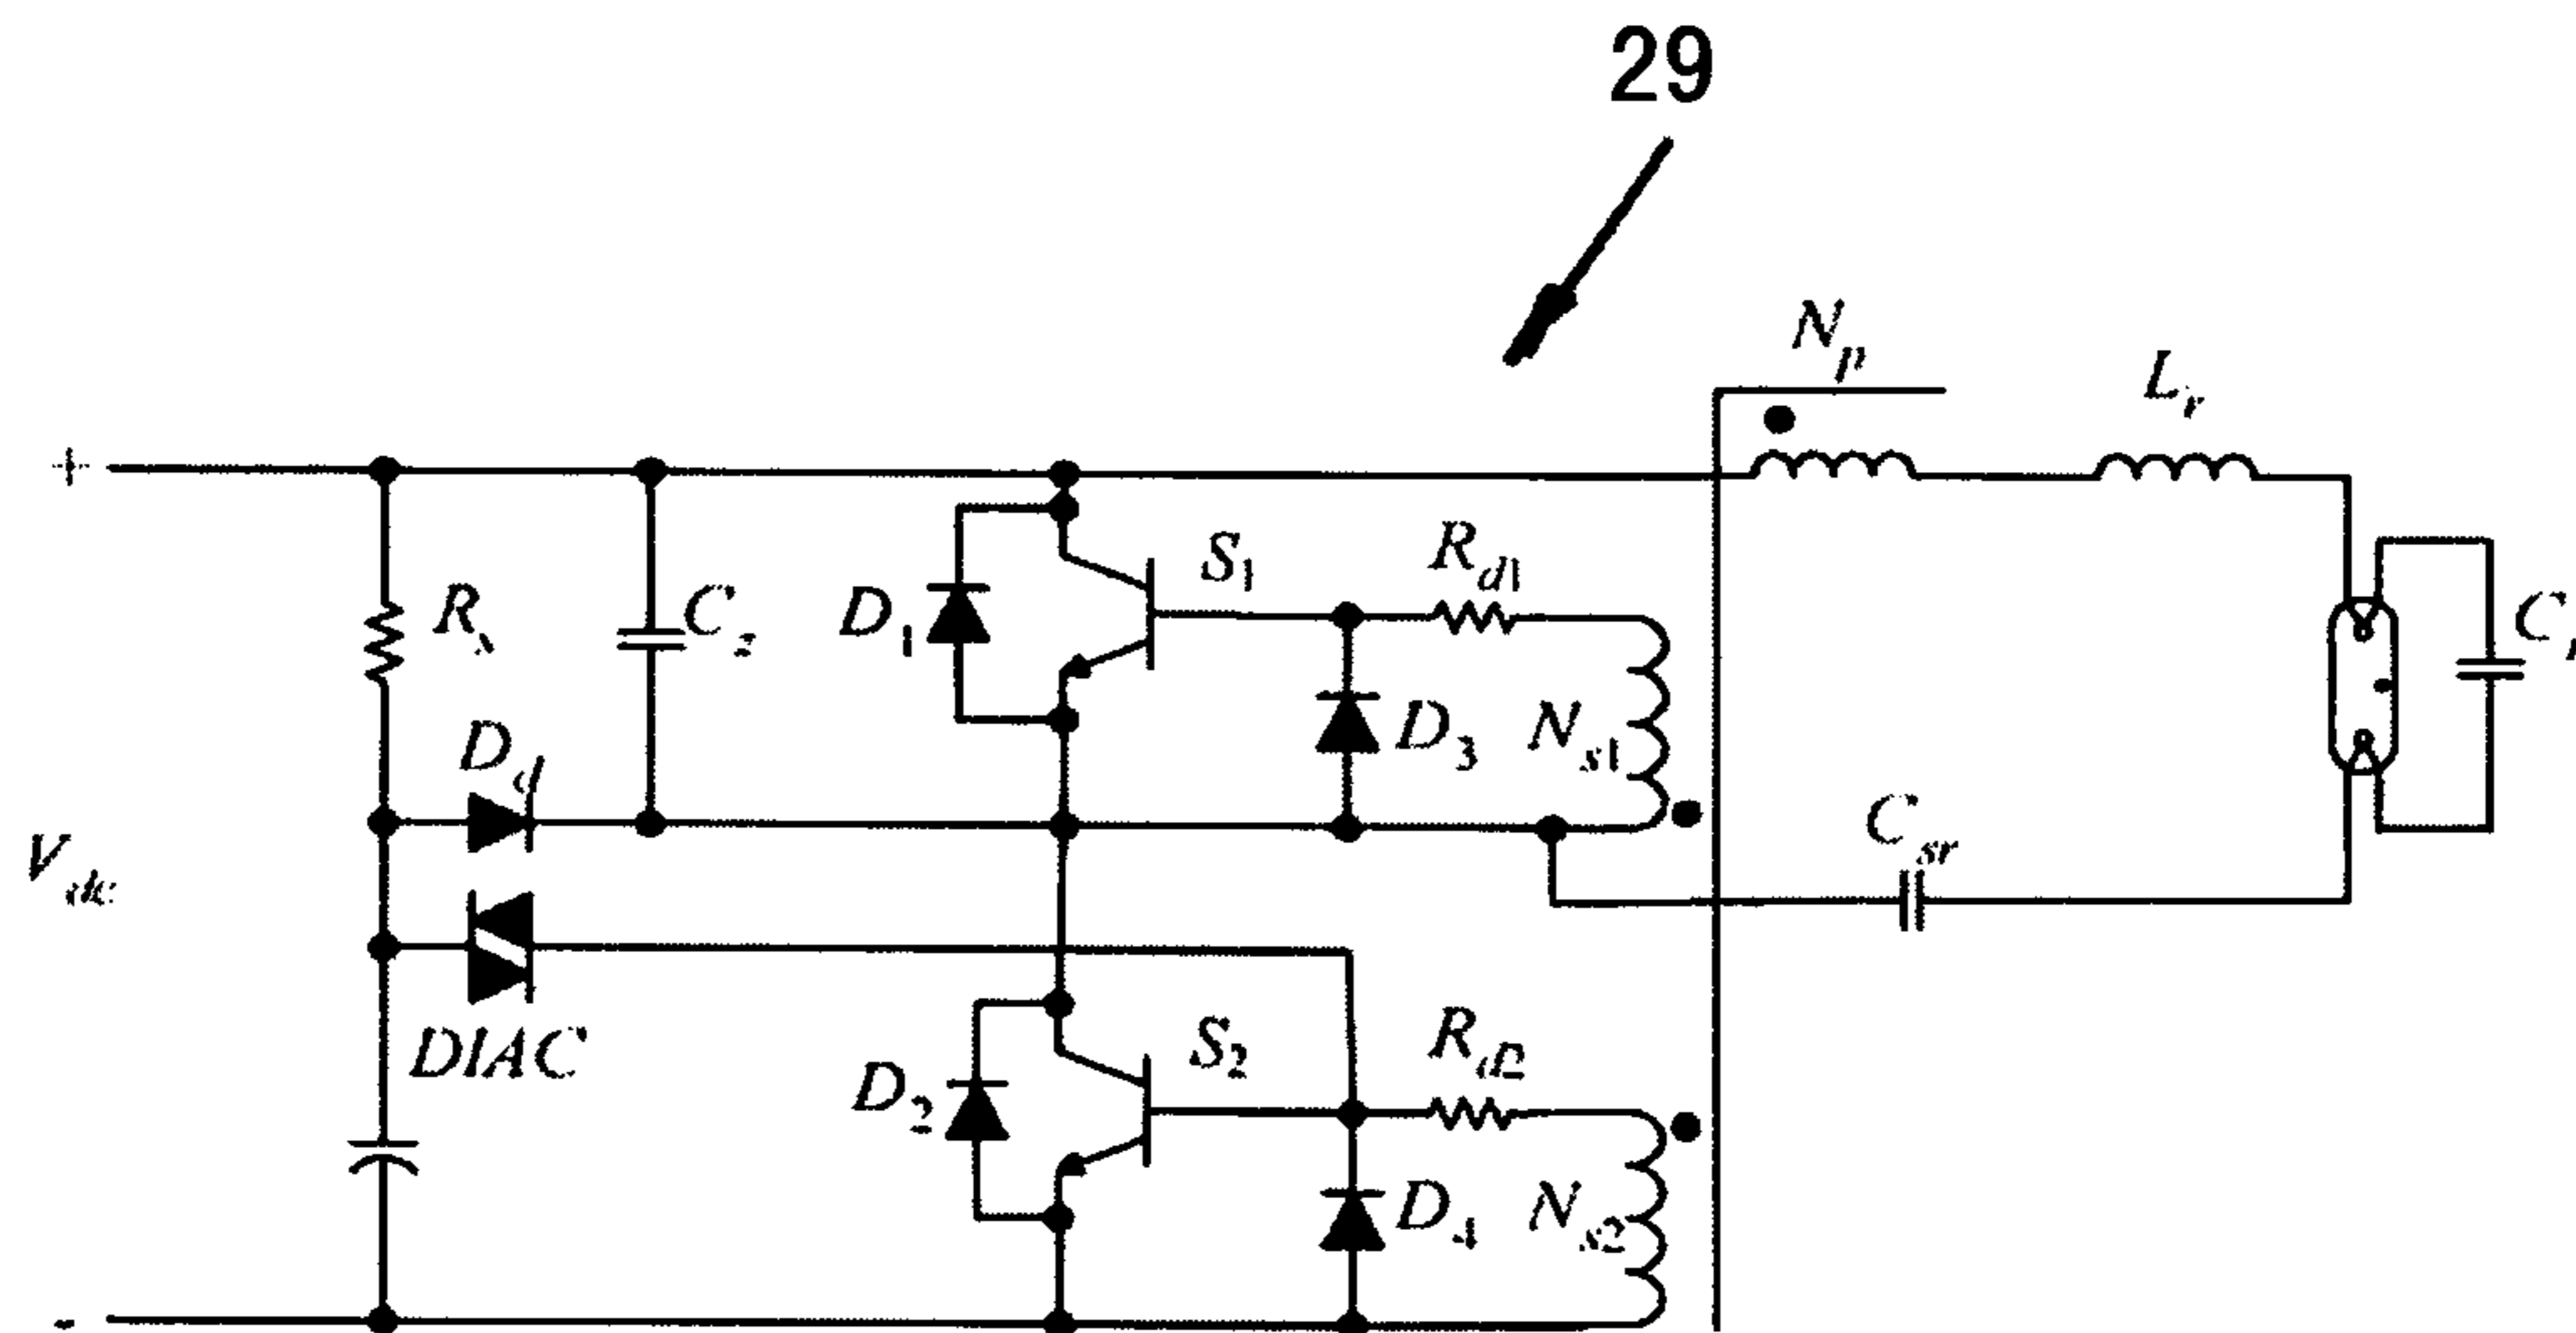 29
N_p
L_r
+
S_1
R_d1
R_s
C_z
D_1
C_r
D_d
D_3
N_s1
C_sr
V_dc
DIAC
S_2
R_d2
D_2
D_4
N_s2
-